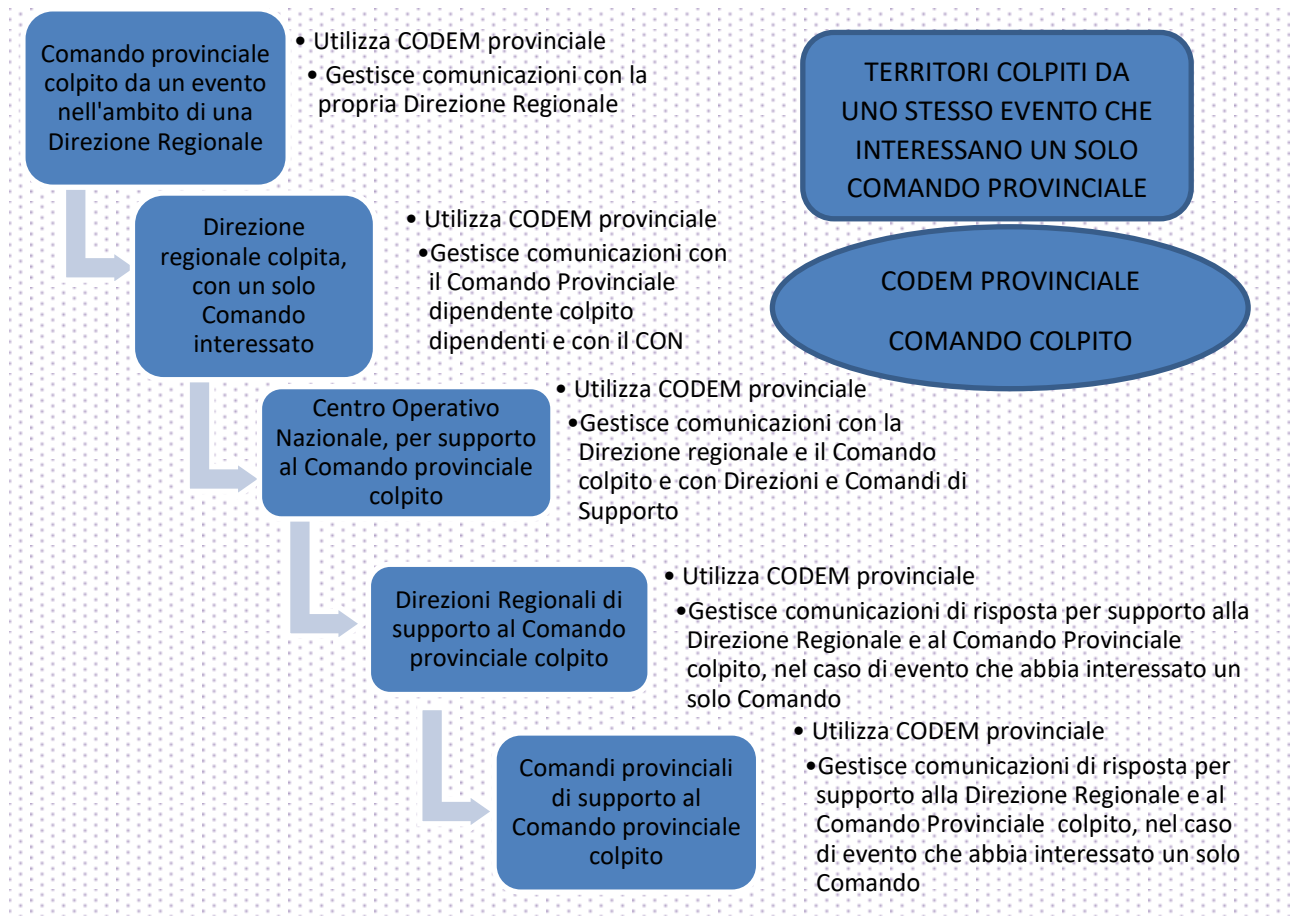 Comando provinciale
colpito da un evento
nell'ambito di una
Direzione Regionale
• Utilizza CODEM provinciale
• Gestisce comunicazioni con la
propria Direzione Regionale
TERRITORI COLPITI DA
UNO STESSO EVENTO CHE
INTERESSANO UN SOLO
COMANDO PROVINCIALE
CODEM PROVINCIALE
COMANDO COLPITO
Direzione
regionale colpita,
con un solo
Comando
interessato
• Utilizza CODEM provinciale
•Gestisce comunicazioni con
il Comando Provinciale
dipendente colpito
dipendenti e con il CON
Centro Operativo
Nazionale, per supporto
al Comando provinciale
colpito
• Utilizza CODEM provinciale
•Gestisce comunicazioni con la
Direzione regionale e il Comando
colpito e con Direzioni e Comandi di
Supporto
Direzioni Regionali di
supporto al Comando
provinciale colpito
• Utilizza CODEM provinciale
•Gestisce comunicazioni di risposta per supporto alla
Direzione Regionale e al Comando Provinciale
colpito, nel caso di evento che abbia interessato un
solo Comando
Comandi provinciali
di supporto al
Comando provinciale
colpito
• Utilizza CODEM provinciale
•Gestisce comunicazioni di risposta per
supporto alla Direzione Regionale e al
Comando Provinciale colpito, nel caso
di evento che abbia interessato un solo
Comando